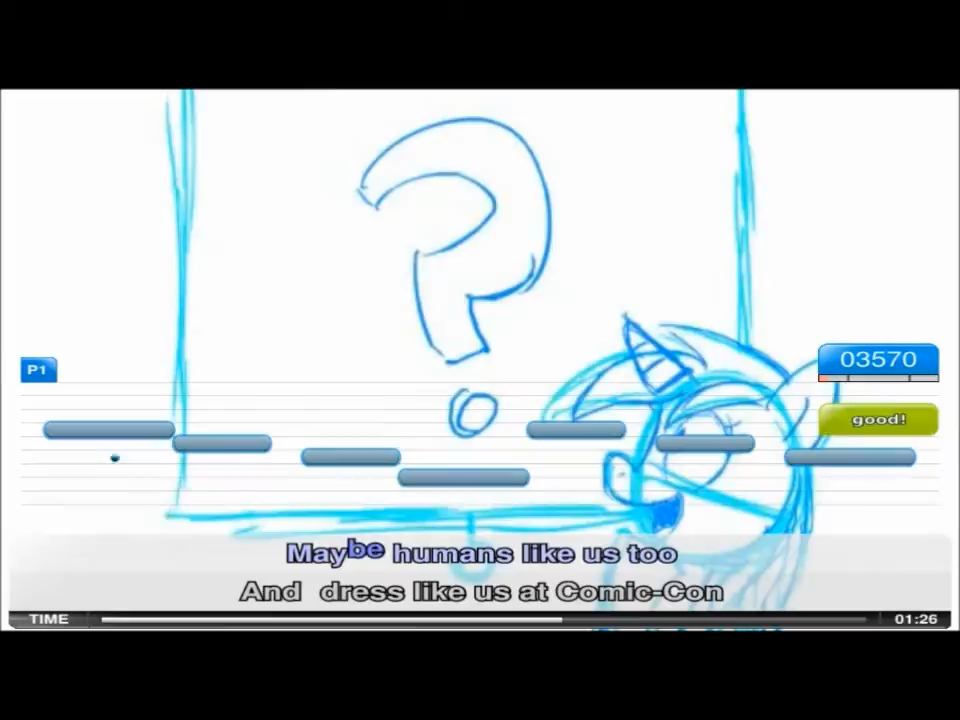 ?
P1
03570
good!
Maybe humans like us too
And dress like us at Comic-Con
TIME
01:26